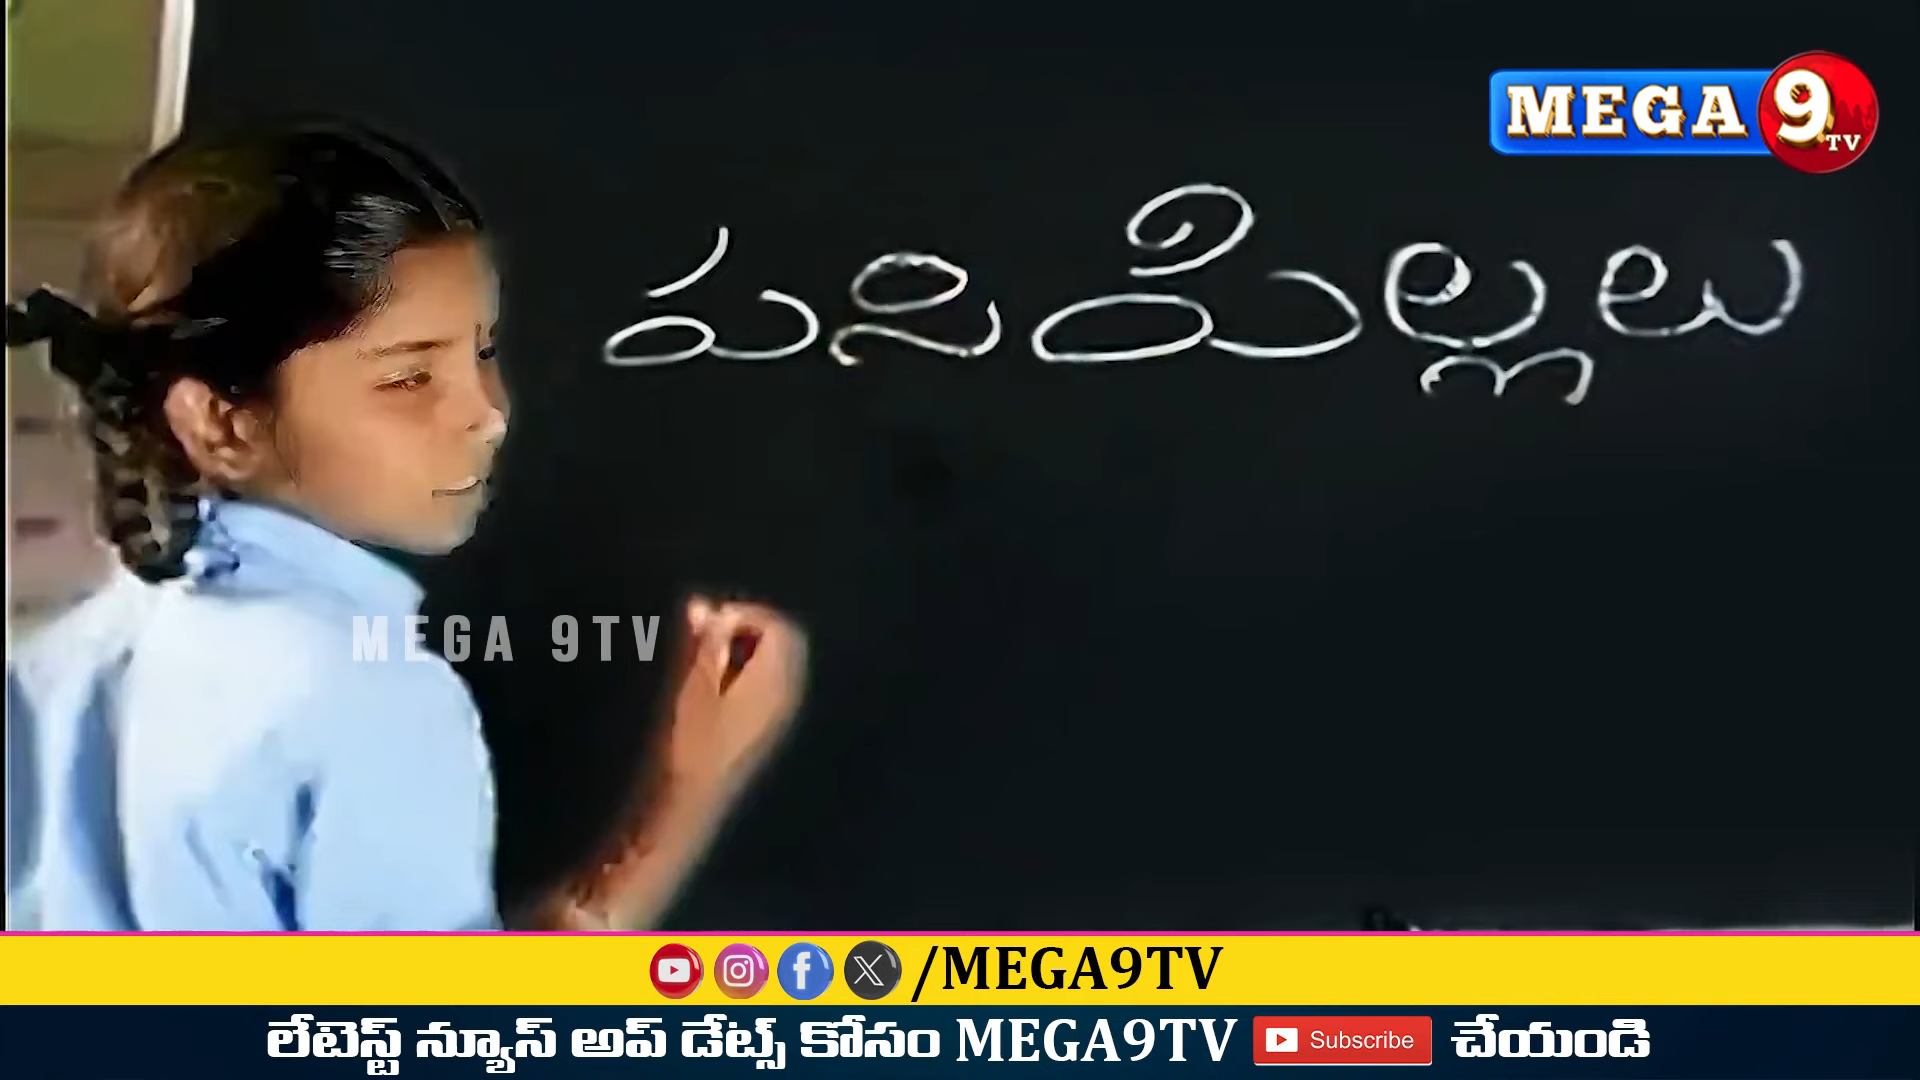 MEGA 9 TV
పసిపిల్లలు
MEGA 9TV
/MEGA9TV
లేటెస్ట్ న్యూస్ అప్ డేట్స్ కోసం MEGA9TV Subscribe చేయండి